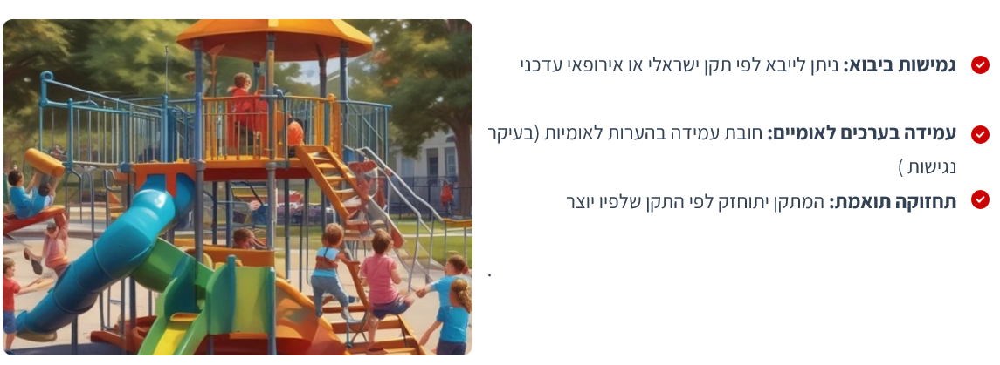 גמישות ביבוא: ניתן לייבא לפי תקן ישראלי או אירופאי עדכני
עמידה בערכים לאומיים: חובת עמידה בהערות לאומיות (בעיקר
נגישות )
תחזוקה תואמת: המתקן יתוחזק לפי התקן שלפיו יוצר
.